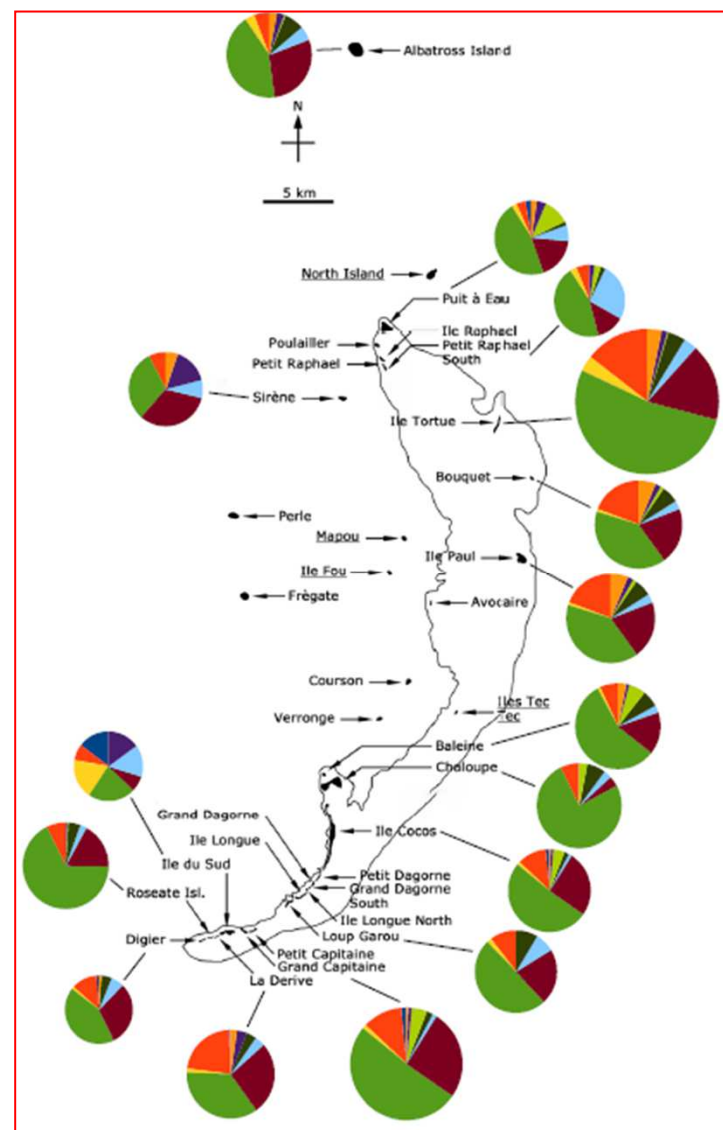 Albatross Island
N
5 km
North Island
Puit à Eau
Ile Raphael
Poulailler
Petit Raphael
South
Petit Raphael
Sirène
Ile Tortue
Bouquet
Perle
Mapou
Ile Paul
Ile Fou
Frègate
Avocaire
Courson
Iles Tec
Tec
Verronge
Baleine
Chaloupe
Grand Dagorne
Ile Cocos
Ile Longue
Ile du Sud
Petit Dagorne
Grand Dagorne
South
Roseate Isl.
Ile Longue North
Loup Garou
Digier
Petit Capitaine
Grand Capitaine
La Derive